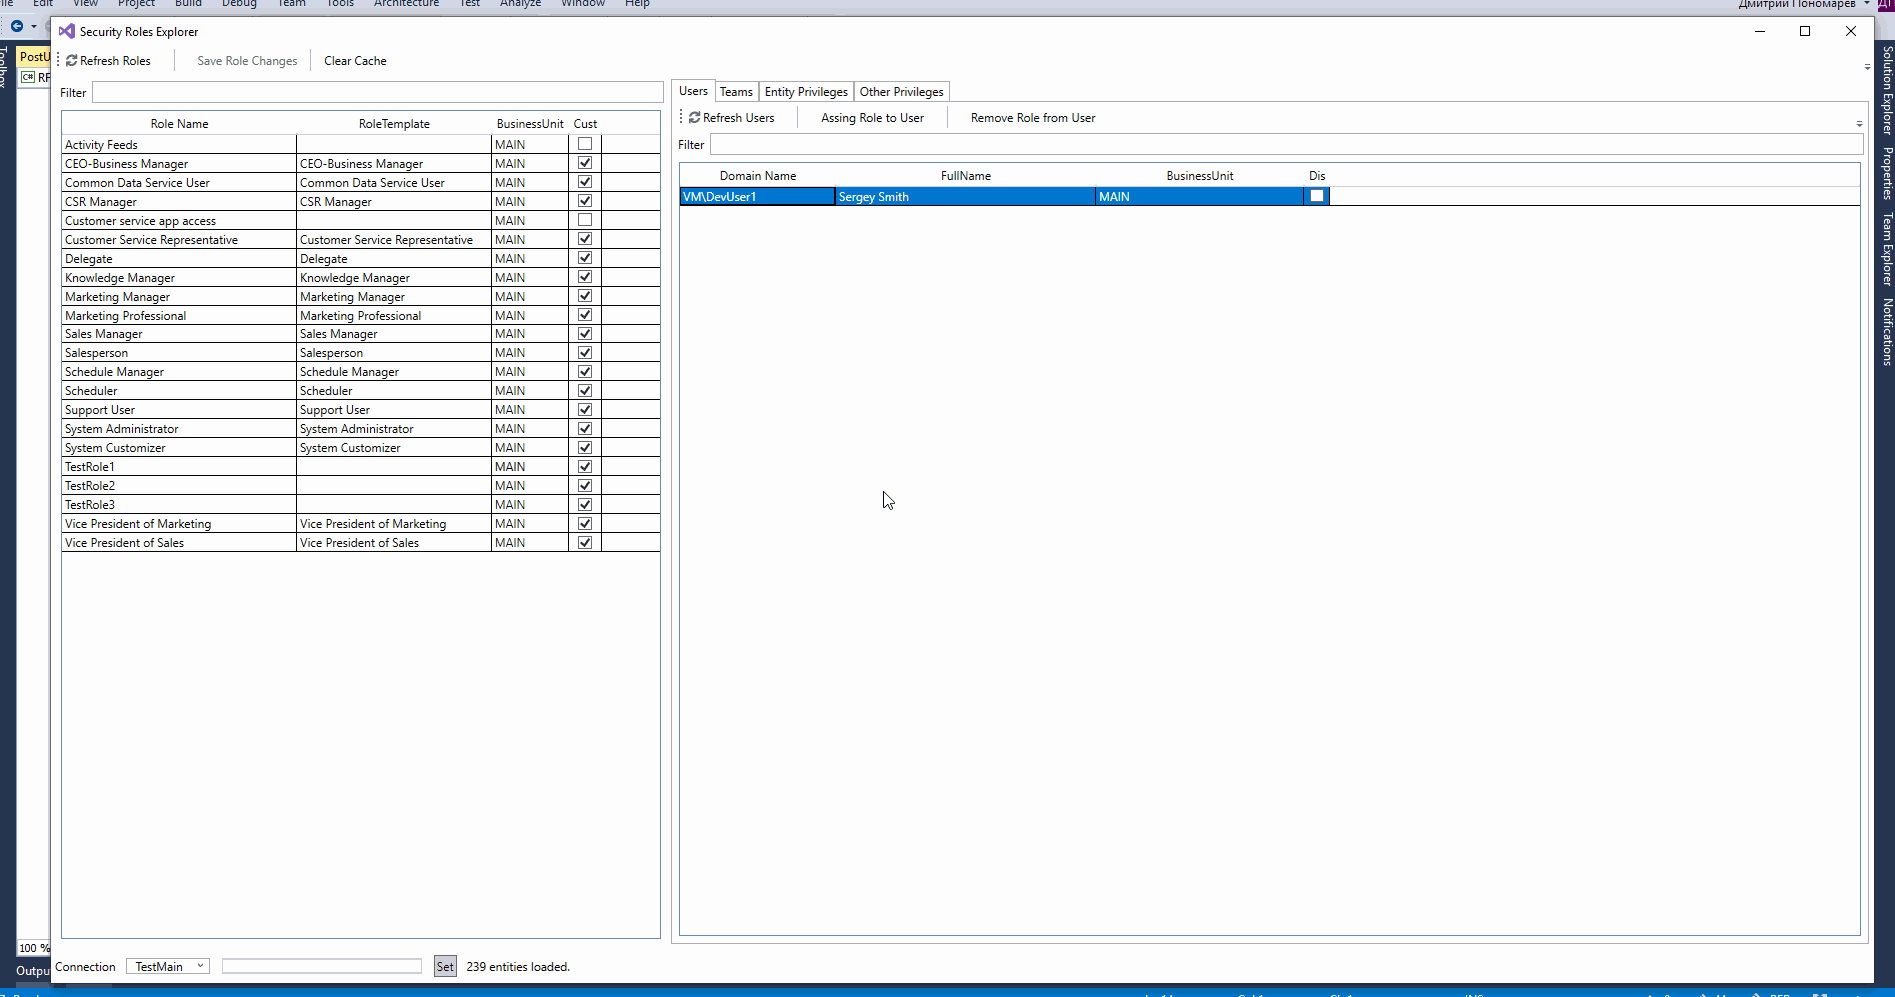 File Edit View Project Build Debug Team Tools Architecture Test Analyze Window Help
Дмитрий Пономарев ДП
Security Roles Explorer
Refresh Roles Save Role Changes Clear Cache
Filter
Role Name RoleTemplate BusinessUnit Cust
Activity Feeds MAIN
CEO-Business Manager CEO-Business Manager MAIN
Common Data Service User Common Data Service User MAIN
CSR Manager CSR Manager MAIN
Customer service app access MAIN
Customer Service Representative Customer Service Representative MAIN
Delegate Delegate MAIN
Knowledge Manager Knowledge Manager MAIN
Marketing Manager Marketing Manager MAIN
Marketing Professional Marketing Professional MAIN
Sales Manager Sales Manager MAIN
Salesperson Salesperson MAIN
Schedule Manager Schedule Manager MAIN
Scheduler Scheduler MAIN
Support User Support User MAIN
System Administrator System Administrator MAIN
System Customizer System Customizer MAIN
TestRole1 MAIN
TestRole2 MAIN
TestRole3 MAIN
Vice President of Marketing Vice President of Marketing MAIN
Vice President of Sales Vice President of Sales MAIN
Users Teams Entity Privileges Other Privileges
Refresh Users Assing Role to User Remove Role from User
Filter
Domain Name FullName BusinessUnit Dis
VM\DevUser1 Sergey Smith MAIN
Connection TestMain Set 239 entities loaded.
Toolbox
PostU
C# RF
100 %
Outpu
Solution Explorer
Properties
Team Explorer
Notifications